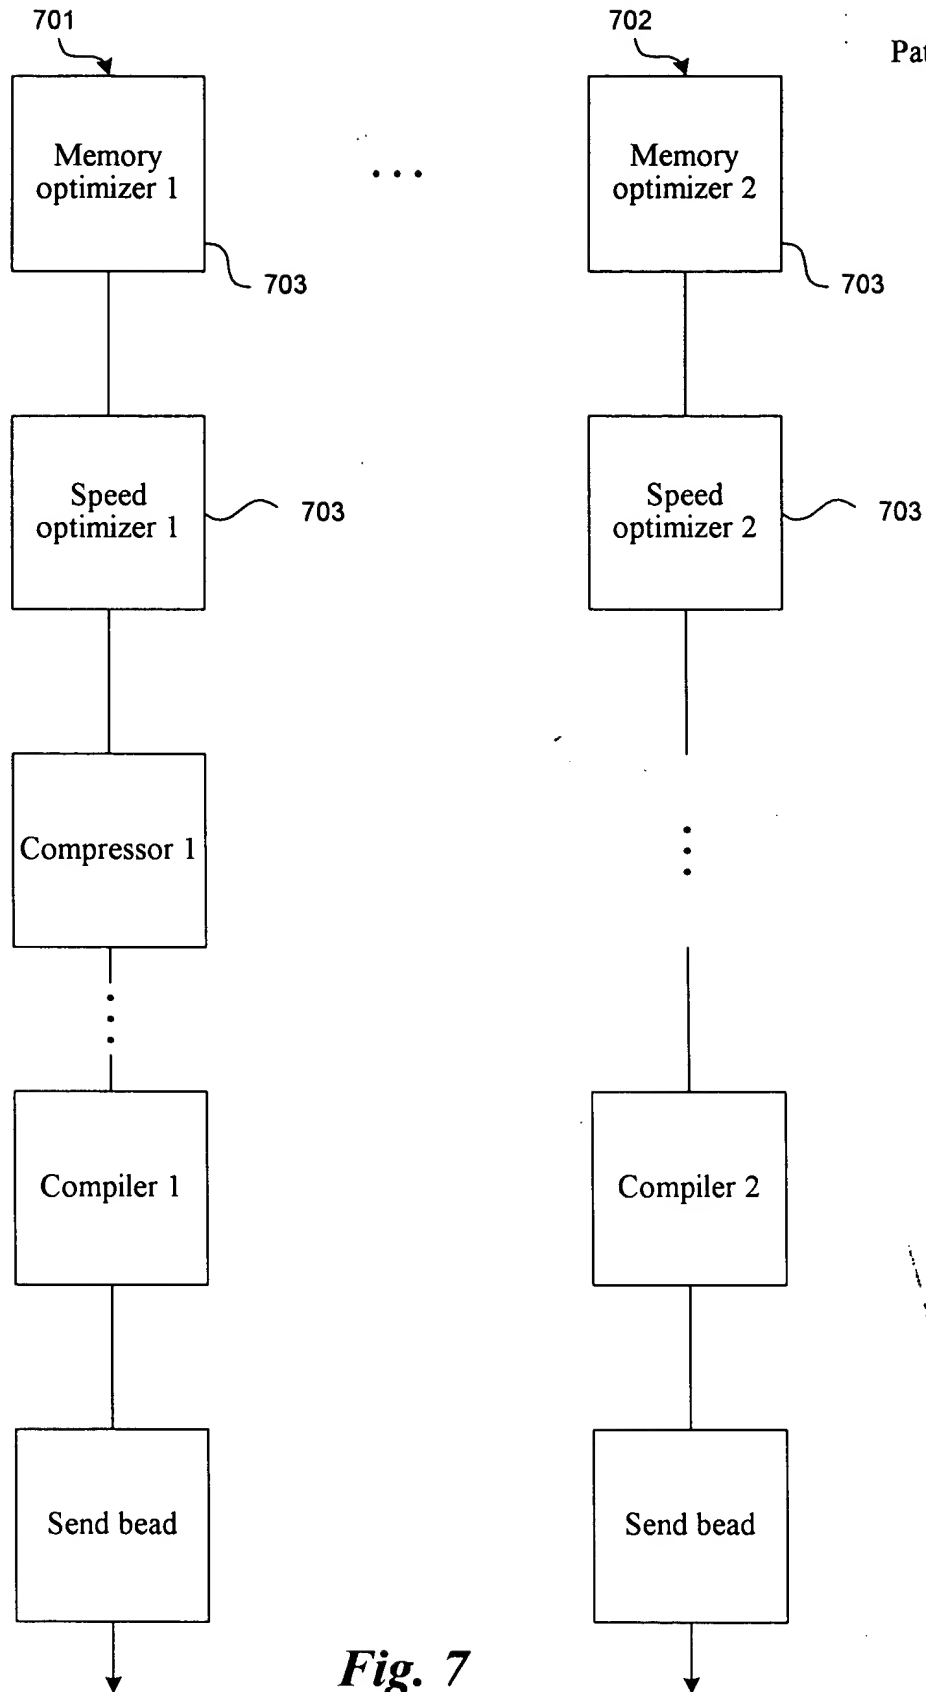 701
702
Pat
Memory
optimizer 1
...
Memory
optimizer 2
703
703
Speed
optimizer 1
703
Speed
optimizer 2
703
Compressor 1
Compiler 1
Compiler 2
Send bead
Send bead
Fig. 7